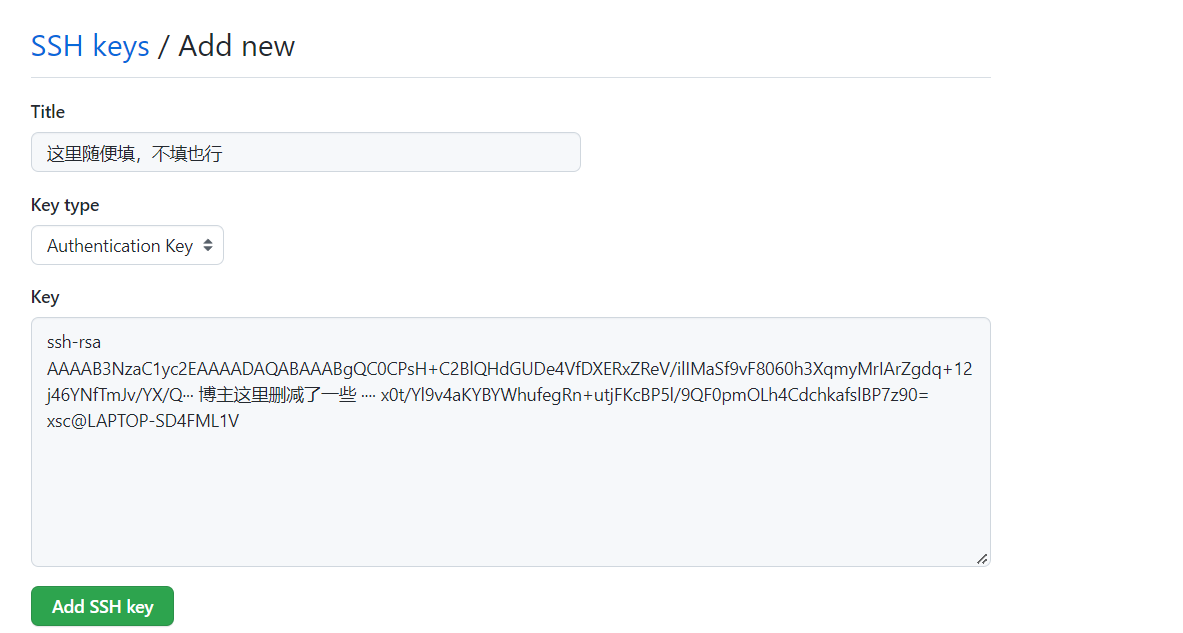 SSH keys / Add new
Title
这里随便填，不填也行
Key type
Authentication Key
Key
ssh-rsa
AAAAB3NzaC1yc2EAAAADAQABAAABgQC0CPsH+C2BlQHdGUDe4VfDXERxZReV/ilIMaSf9vF8060h3XqmyMrIArZgdq+12
j46YNfTmJv/YX/Q··· 博主这里删减了一些 ···· x0t/Yl9v4aKYBYWhufegRn+utjFKcBP5l/9QF0pmOLh4CdchkafslBP7z90=
xsc@LAPTOP-SD4FML1V
Add SSH key